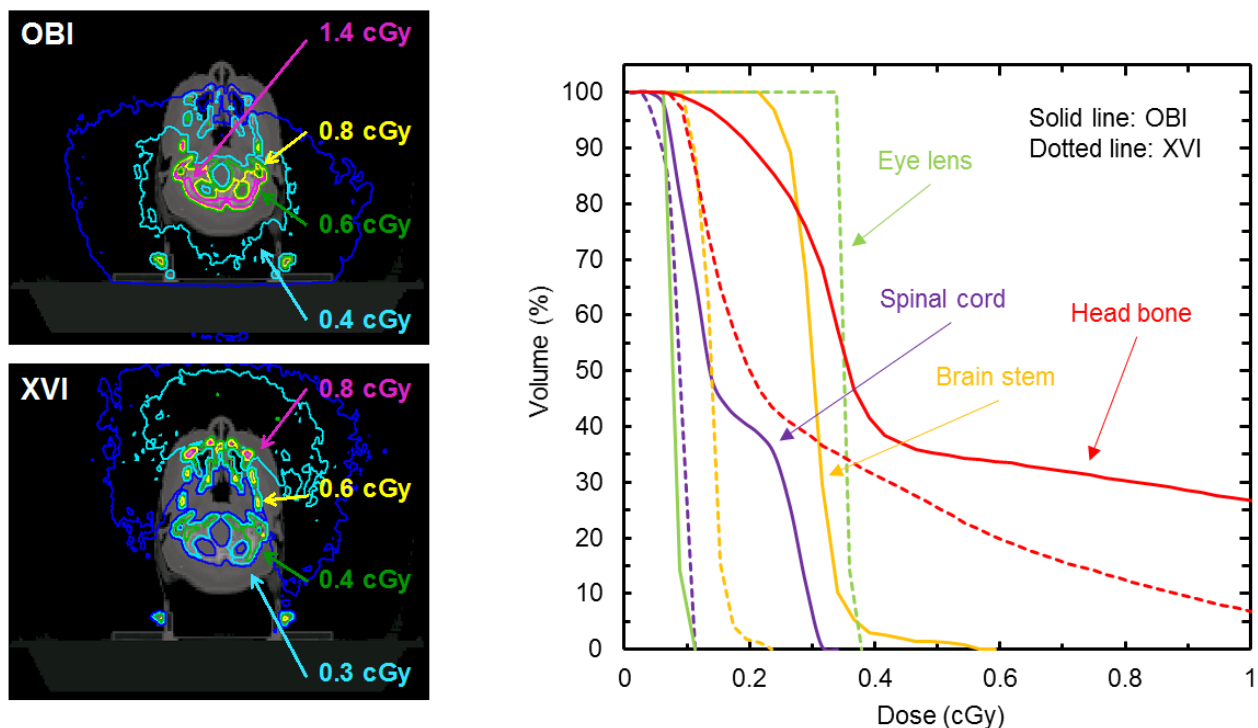 OBI
1.4 cGy
0.8 cGy
0.6 cGy
0.4 cGy
XVI
0.8 cGy
0.6 cGy
0.4 cGy
0.3 cGy
Volume (%)
100
90
80
70
60
50
40
30
20
10
0
Solid line: OBI
Dotted line: XVI
Eye lens
Spinal cord
Head bone
Brain stem
0
0.2
0.4
0.6
0.8
1
Dose (cGy)